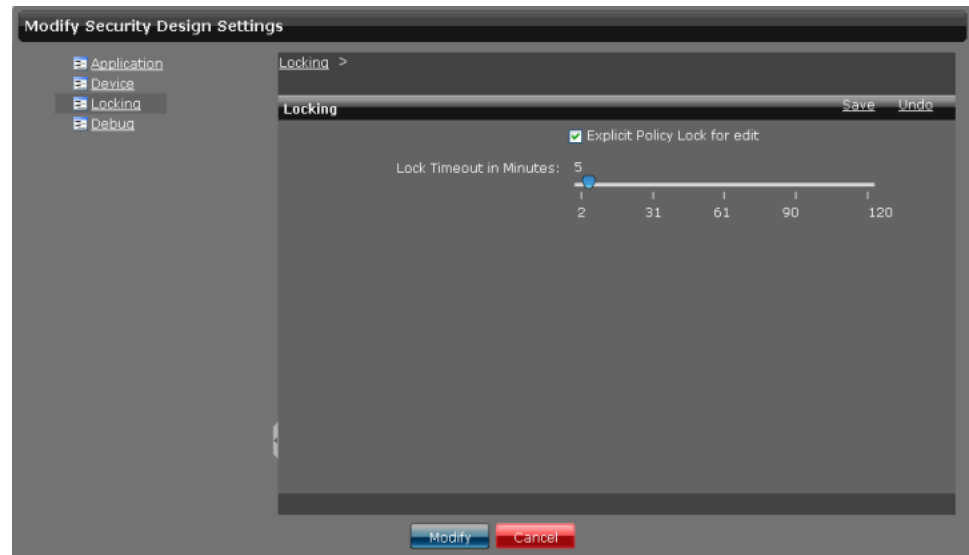 Modify Security Design Settings
Application
Device
Locking
Debug
Locking >
Locking
Save Undo
Explicit Policy Lock for edit
Lock Timeout in Minutes: 5
2 31 61 90 120
Modify Cancel